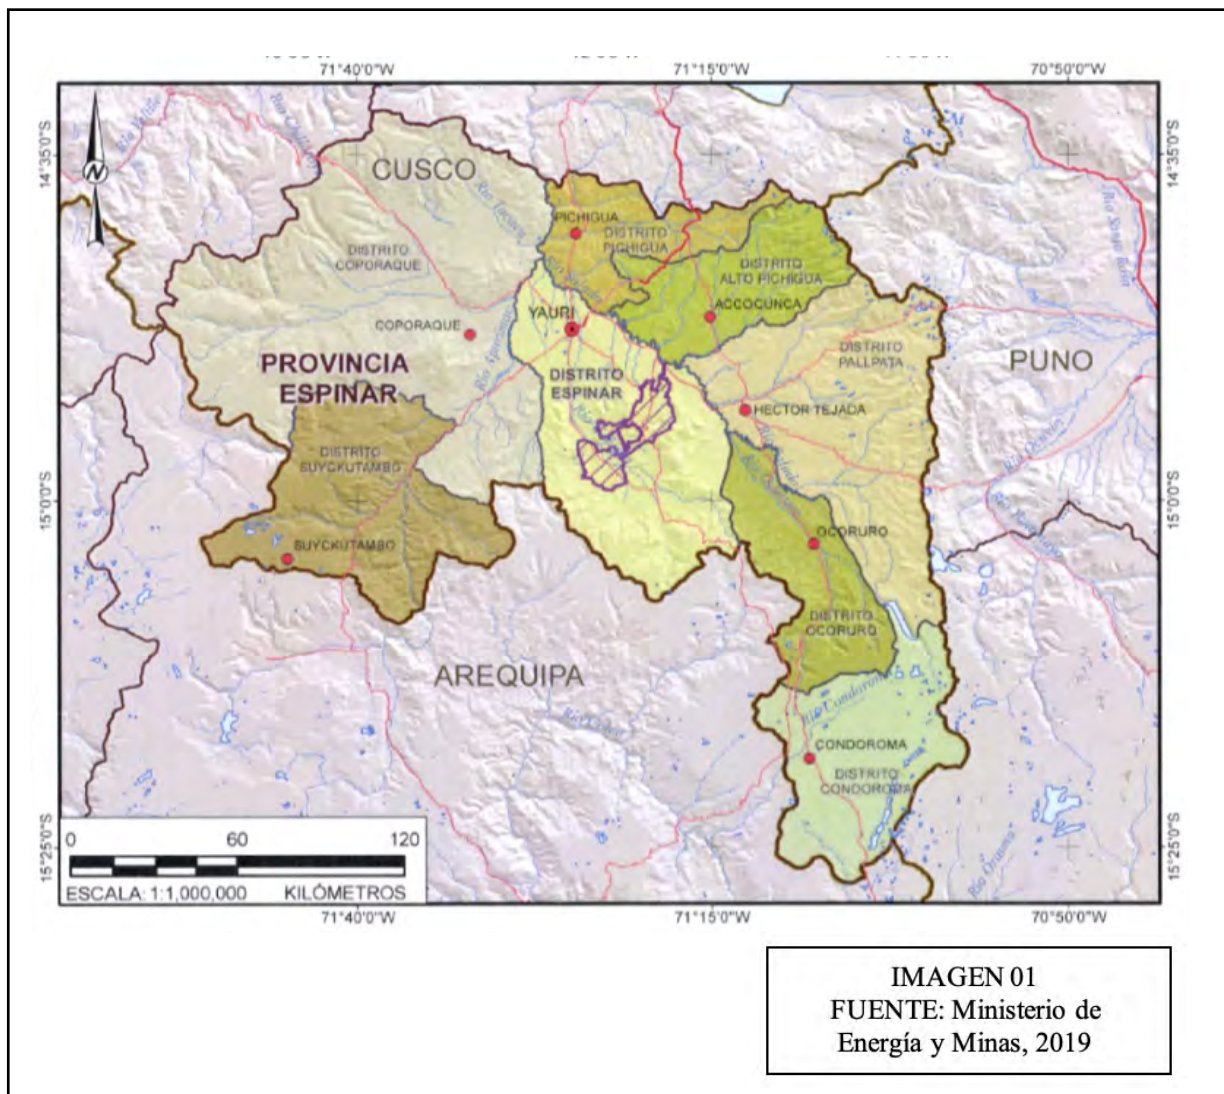 71°40'0"W
71°15'0"W
70°50'0"W
14°35'0"S
14°35'0"S
CUSCO
PICHIGUA
DISTRITO
PICHIGUA
DISTRITO
COPORAQUE
DISTRITO
ALTO PICHIGUA
ACCOCUNCA
YAURI
COPORAQUE
DISTRITO
PALLPATA
PUNO
PROVINCIA
ESPINAR
DISTRITO
ESPINAR
HECTOR TEJADA
DISTRITO
SUYCKUTAMBO
15°0'0"S
15°0'0"S
SUYCKUTAMBO
OCORURO
DISTRITO
OCORURO
AREQUIPA
Río Condoroma
CONDOROMA
DISTRITO
CONDOROMA
0 60 120
ESCALA: 1:1,000,000 KILÓMETROS
15°25'0"S
15°25'0"S
71°40'0"W
71°15'0"W
70°50'0"W
N
IMAGEN 01
FUENTE: Ministerio de
Energía y Minas, 2019